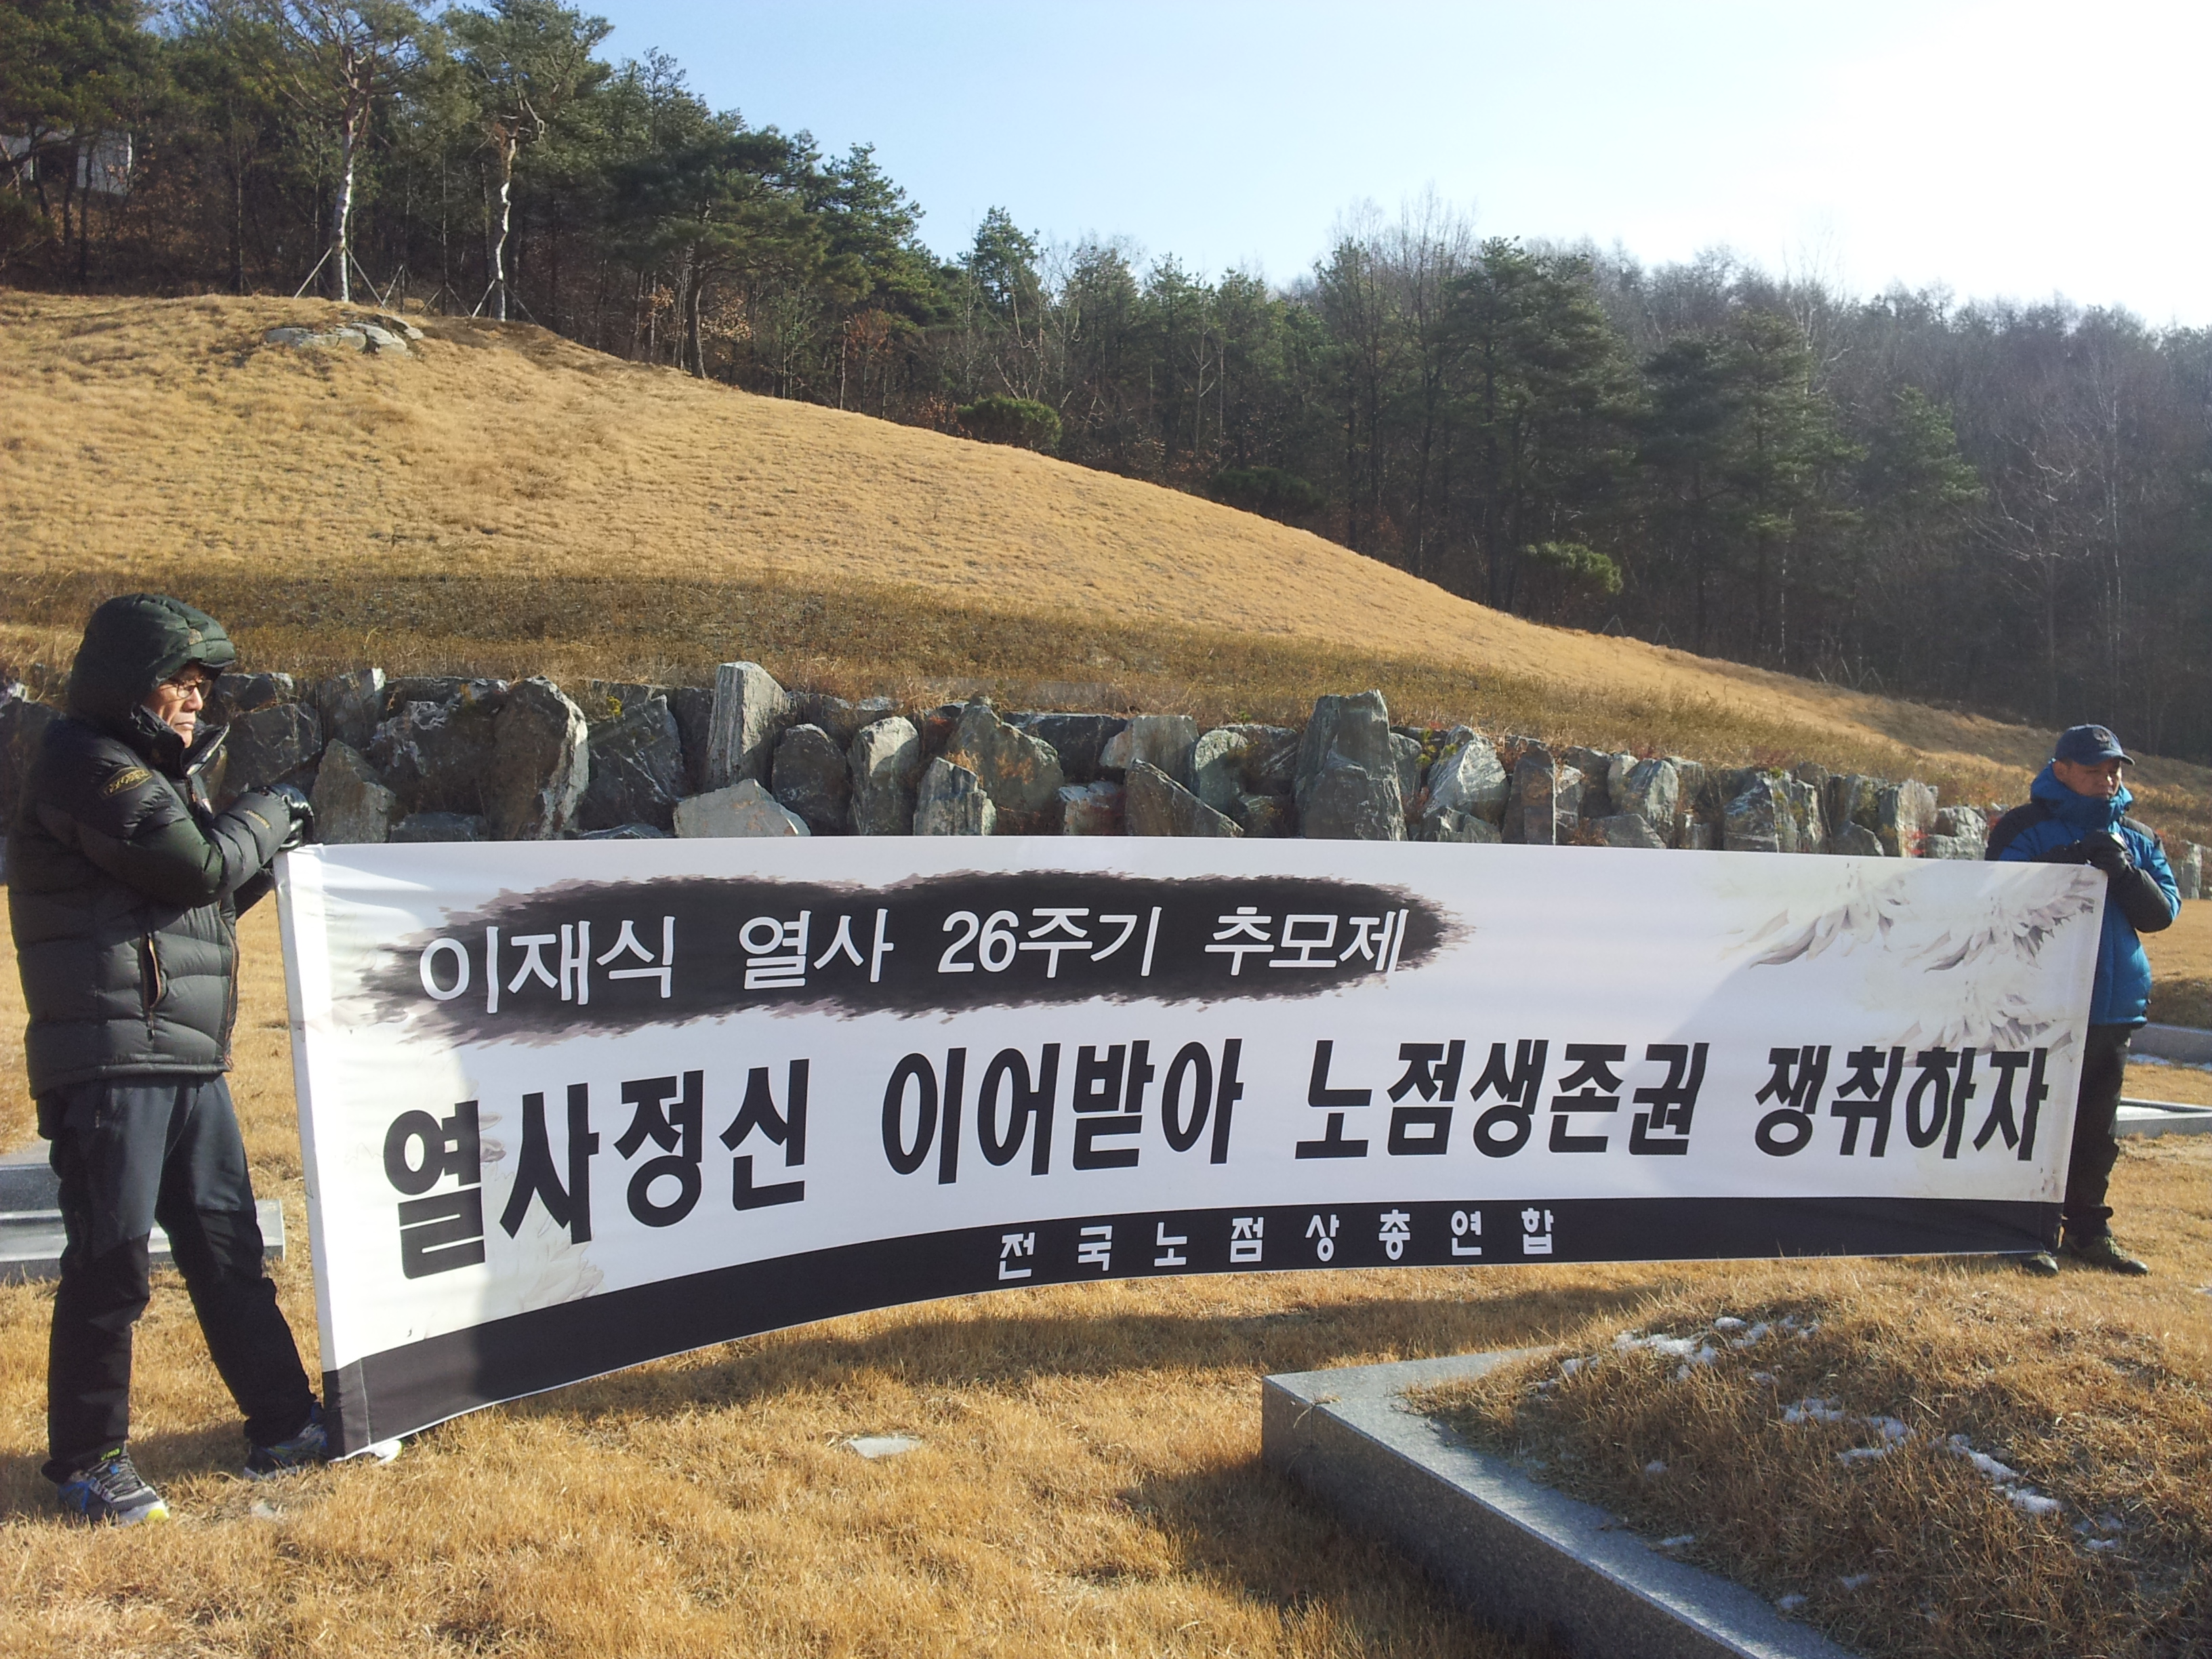 이재식 열사 26주기 추모제
열사정신 이어받아 노점생존권 쟁취하자
전국노점상총연합